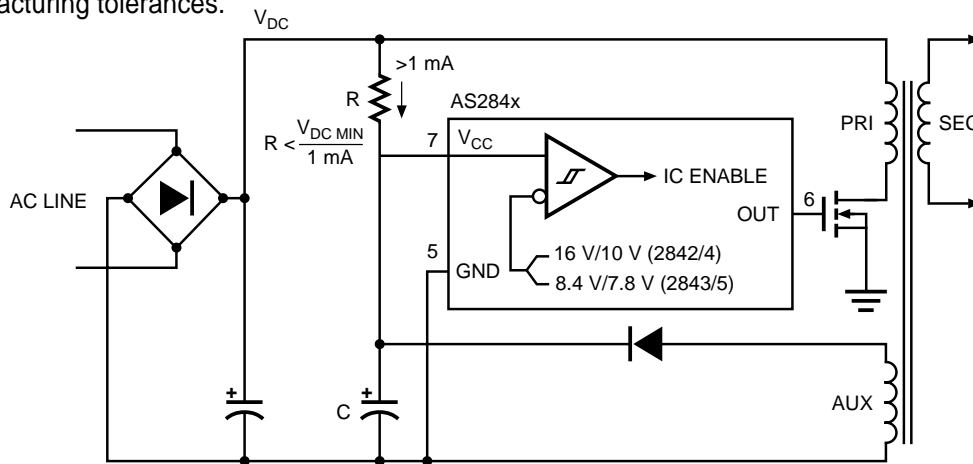 acturing tolerances.
V_DC
>1 mA
R
R < V_DC MIN / 1 mA
AS284x
7
V_CC
IC ENABLE
PRI
SEC
AC LINE
OUT
6
5
GND
16 V/10 V (2842/4)
8.4 V/7.8 V (2843/5)
+
+
C
AUX